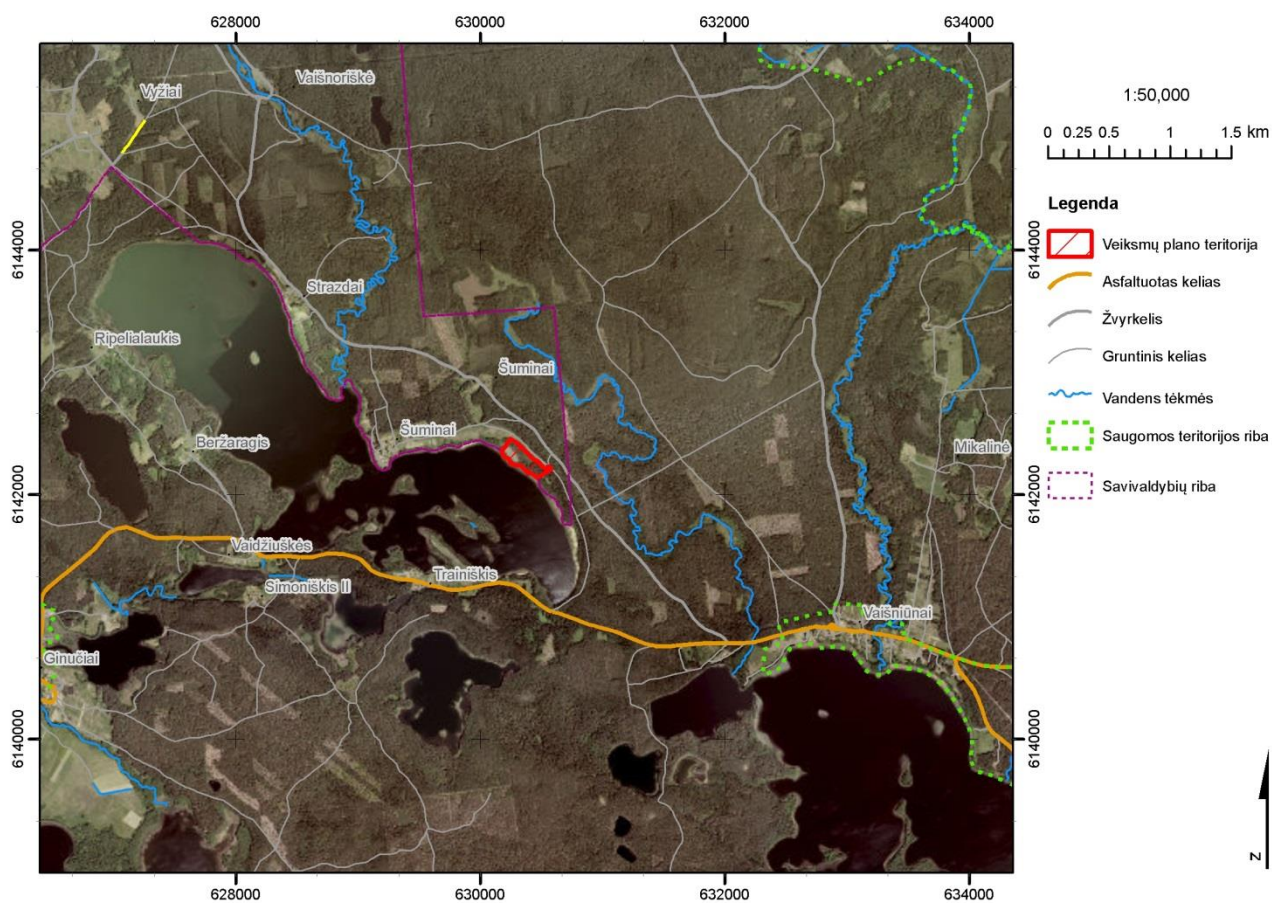 628000 630000 632000 634000
Vaišnoriškė
Vyžiai
1:50,000
0 0.25 0.5 1 1.5 km
Legenda
Veiksmų plano teritorija
Asfaltuotas kelias
Žvyrkelis
Gruntinis kelias
Vandens tėkmės
Saugomos teritorijos riba
Savivaldybių riba
6144000 6144000
Strazdai
Ripelialaukis
Šuminai
Šuminai
Beržaragis
Mikalinė
6142000 6142000
Vaidžiuškės
Simoniškis II
Trainiškis
Vaišniūnai
Ginučiai
6140000 6140000
N
628000 630000 632000 634000